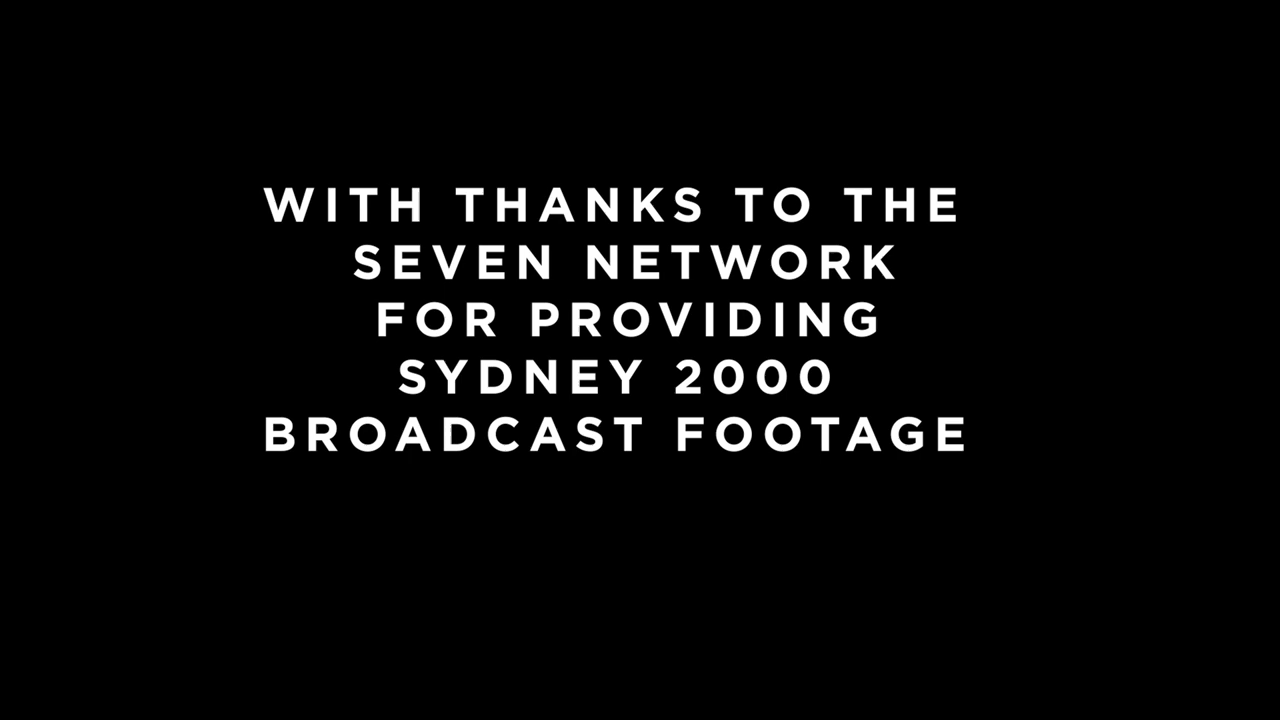 WITH THANKS TO THE
SEVEN NETWORK
FOR PROVIDING
SYDNEY 2000
BROADCAST FOOTAGE